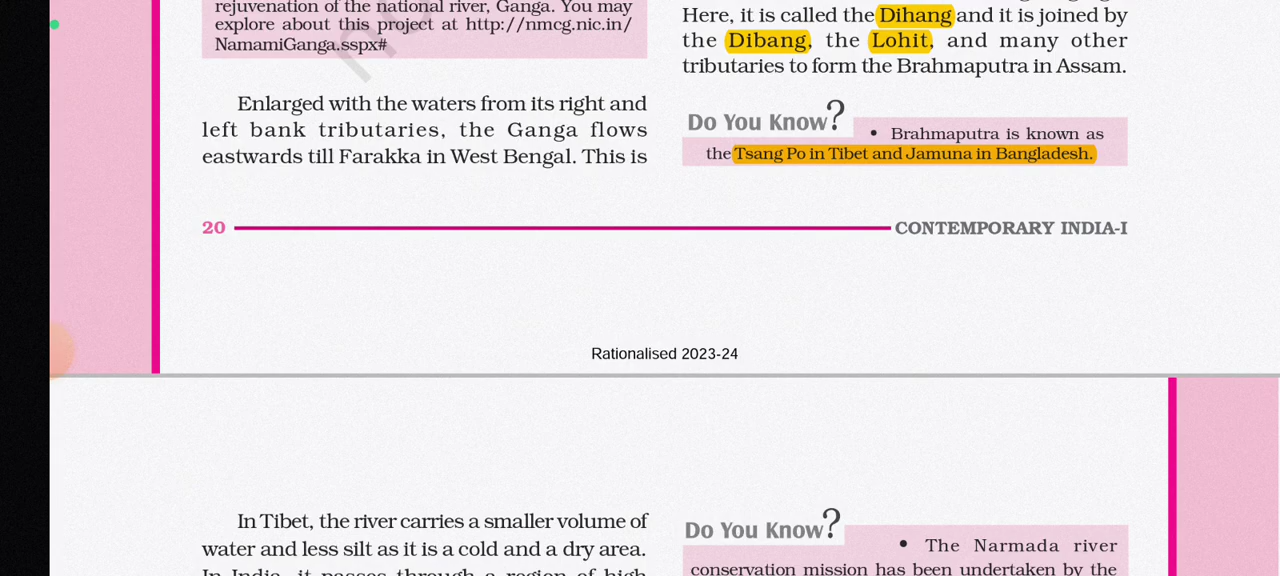 rejuvenation of the national river, Ganga. You may
explore about this project at http://nmcg.nic.in/
NamamiGanga.sspx#
Enlarged with the waters from its right and
left bank tributaries, the Ganga flows
eastwards till Farakka in West Bengal. This is
Here, it is called the Dihang and it is joined by
the Dibang, the Lohit, and many other
tributaries to form the Brahmaputra in Assam.
Do You Know?
• Brahmaputra is known as
the Tsang Po in Tibet and Jamuna in Bangladesh.
20
CONTEMPORARY INDIA-I
Rationalised 2023-24
In Tibet, the river carries a smaller volume of
water and less silt as it is a cold and a dry area.
In India, it passes through a region of high
Do You Know?
• The Narmada river
conservation mission has been undertaken by the